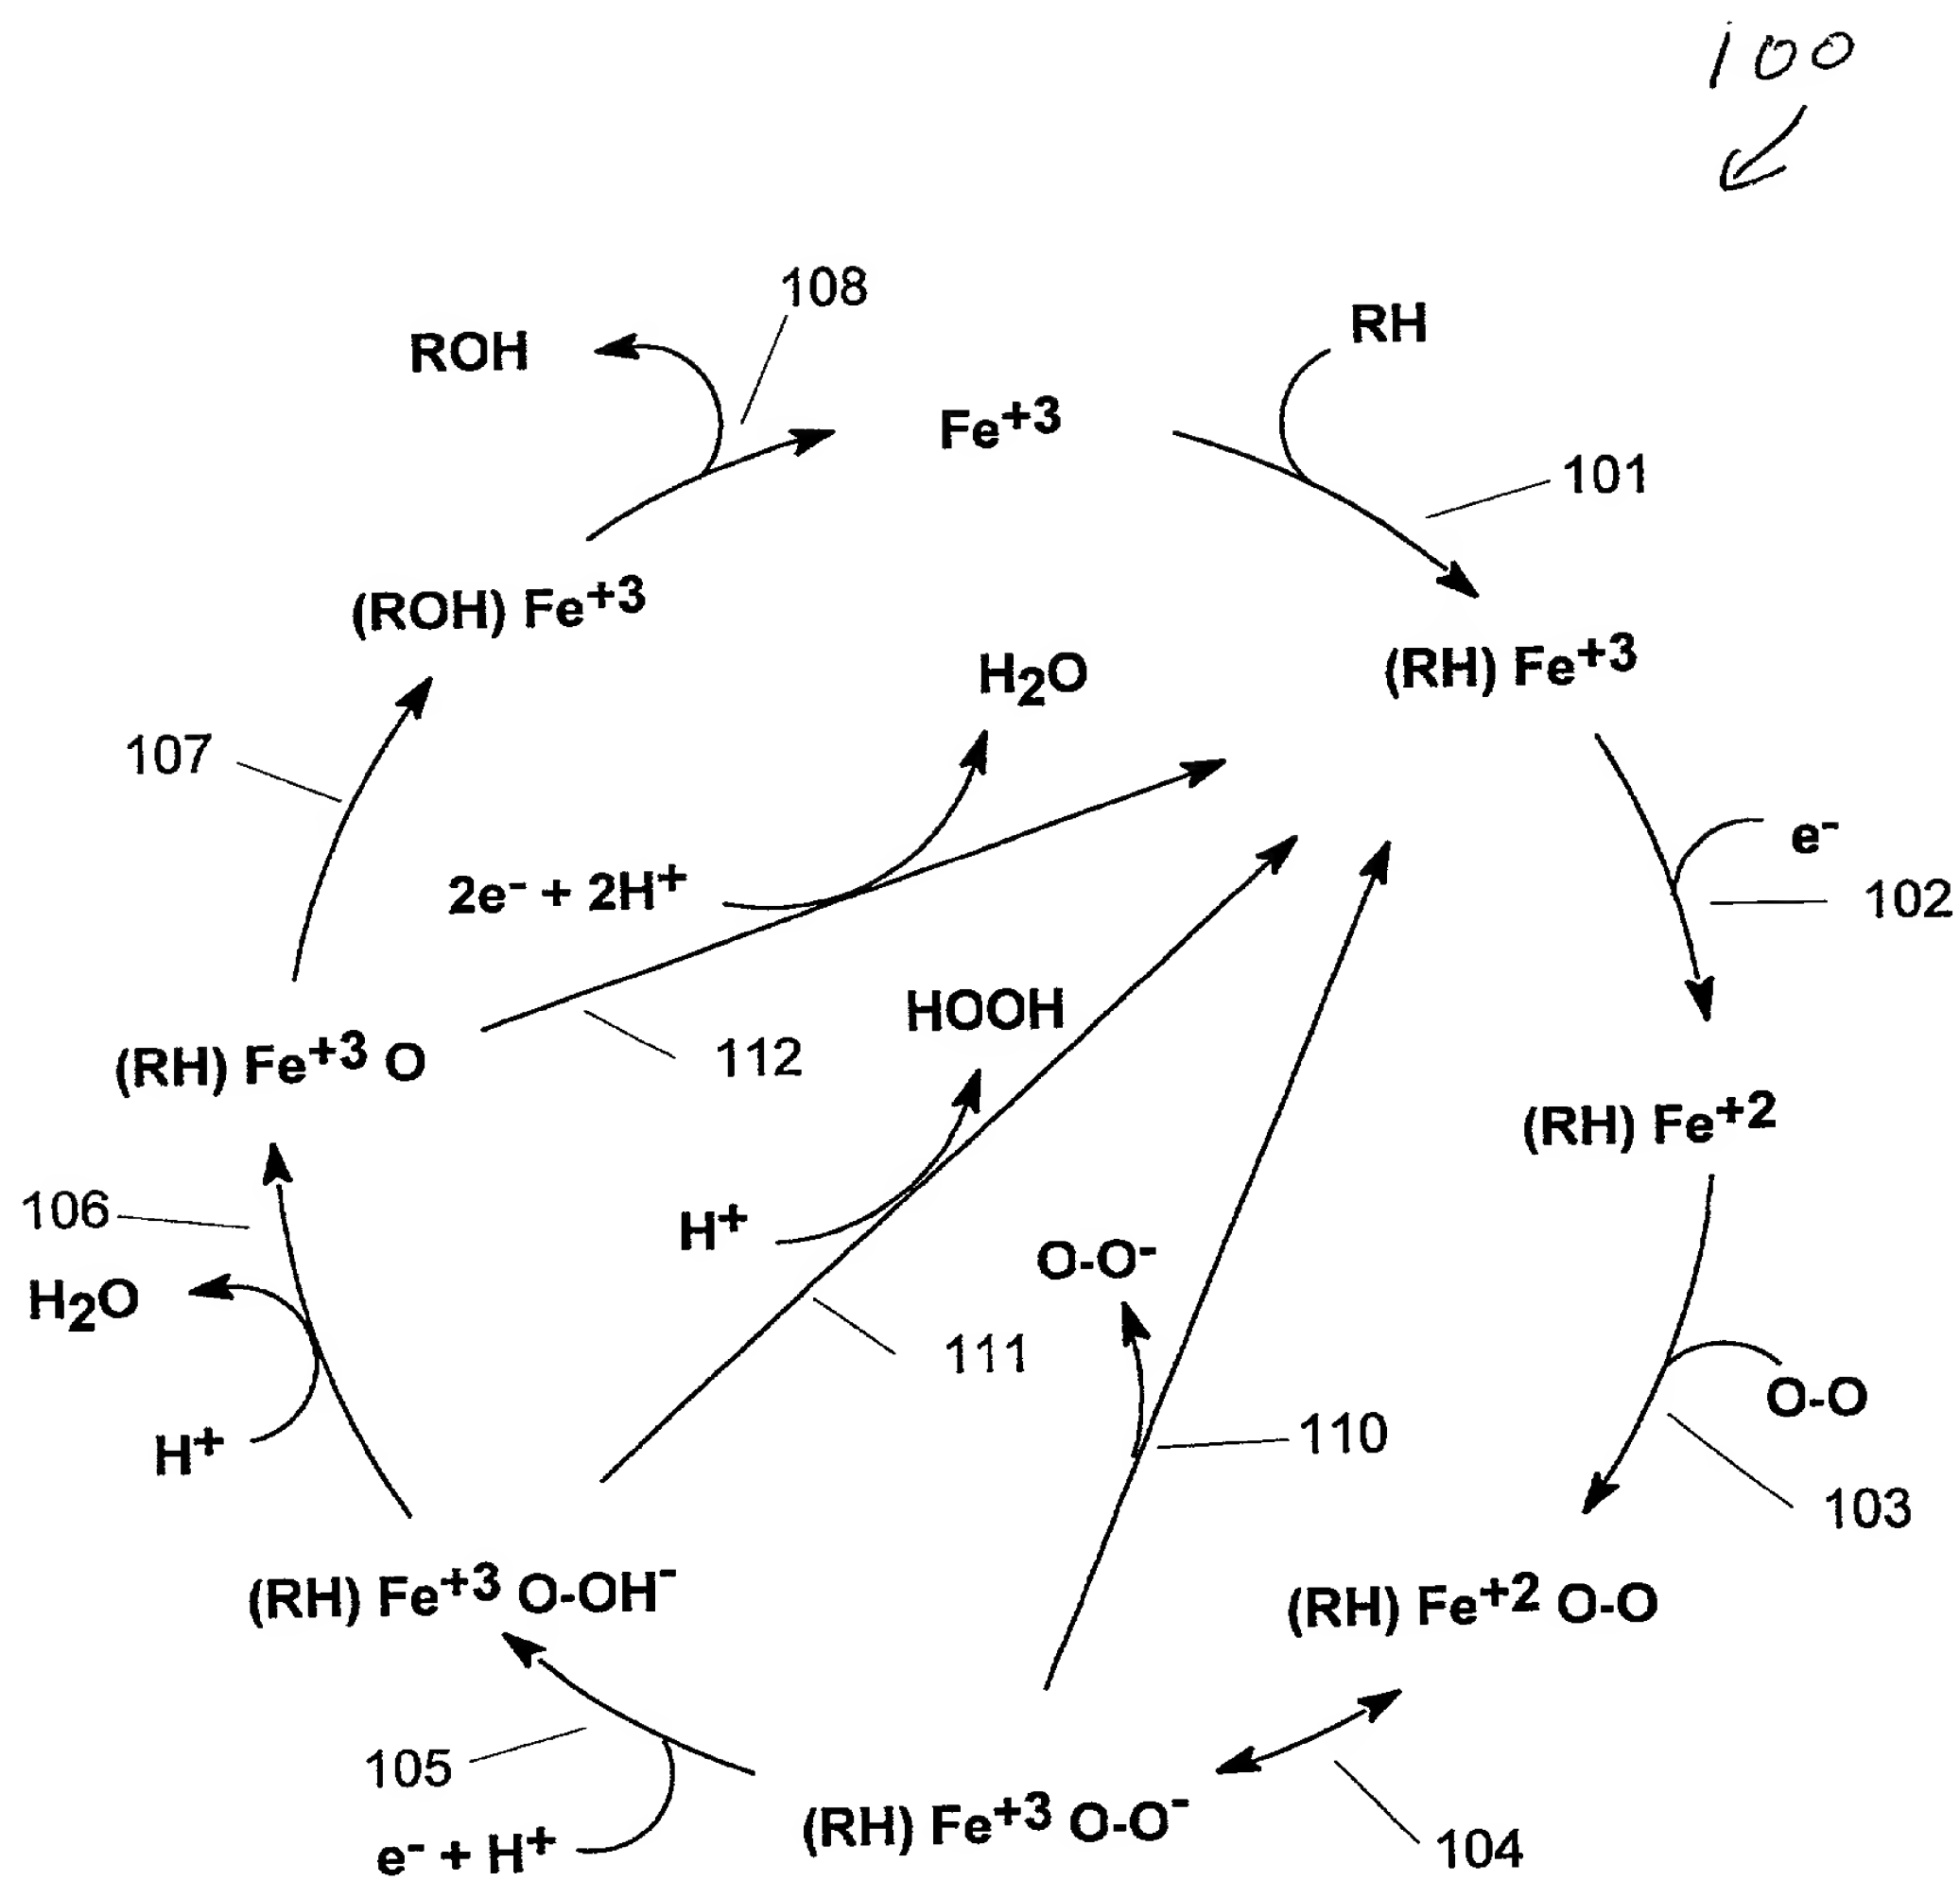 100
108
ROH
RH
Fe+3
101
(ROH) Fe+3
H2O
(RH) Fe+3
107
2e- + 2H+
e-
102
HOOH
(RH) Fe+3 O
112
(RH) Fe+2
106
H+
H2O
O-O-
111
O-O
110
H+
103
(RH) Fe+3 O-OH-
(RH) Fe+2 O-O
105
(RH) Fe+3 O-O-
e- + H+
104